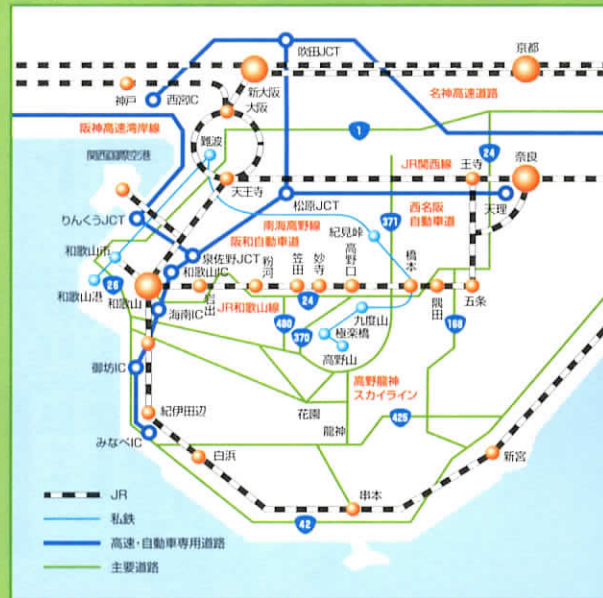 吹田JCT
京都
新大阪
神戸
西宮IC
大阪
名神高速道路
阪神高速湾岸線
難波
1
24
関西国際空港
JR関西線
王寺
奈良
天王寺
松原JCT
西名阪
自動車道
天理
りんくうJCT
南海高野線
阪和自動車道
371
紀見峠
和歌山市
泉佐野JCT
和歌山IC
粉河
笠田
妙寺
高野口
橋本
和歌山港
26
和歌山
岩出
24
隅田
五条
海南IC
JR和歌山線
480
370
九度山
極楽橋
高野山
168
御坊IC
高野龍神
スカイライン
紀伊田辺
花園
龍神
425
みなべIC
白浜
新宮
串本
42
JR
私鉄
高速・自動車専用道路
主要道路